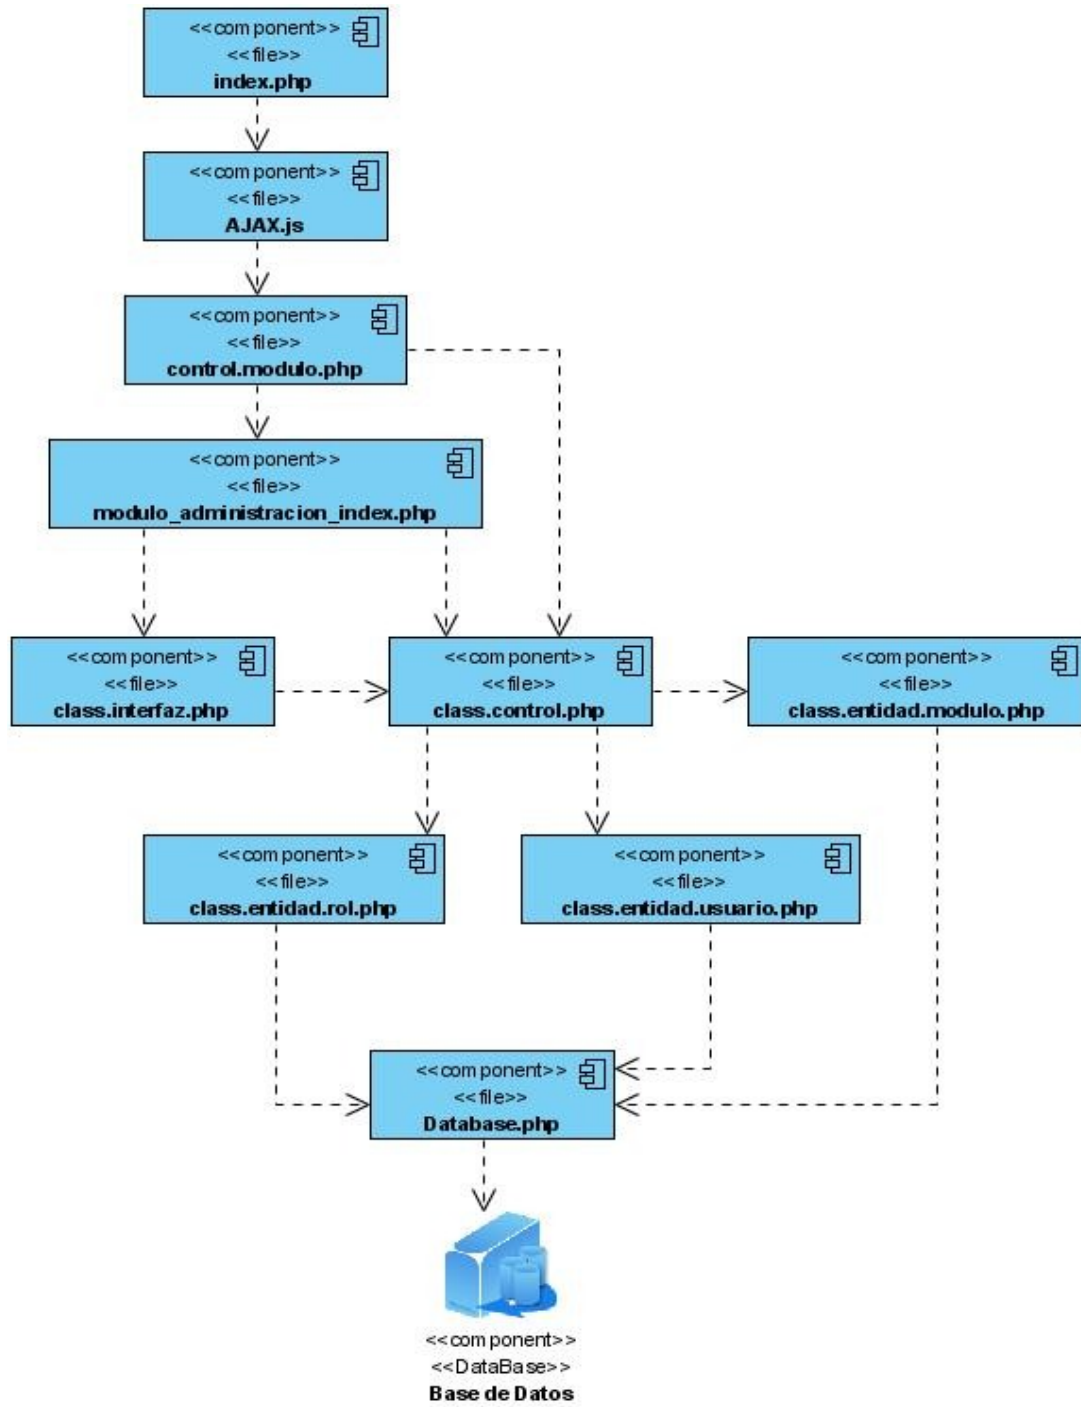 <<component>>
<<file>>
index.php
<<component>>
<<file>>
AJAX.js
<<component>>
<<file>>
control.modulo.php
<<component>>
<<file>>
modulo_administracion_index.php
<<component>>
<<file>>
class.interfaz.php
<<component>>
<<file>>
class.control.php
<<component>>
<<file>>
class.entidad.modulo.php
<<component>>
<<file>>
class.entidad.rol.php
<<component>>
<<file>>
class.entidad.usuario.php
<<component>>
<<file>>
Database.php
<<component>>
<<DataBase>>
Base de Datos